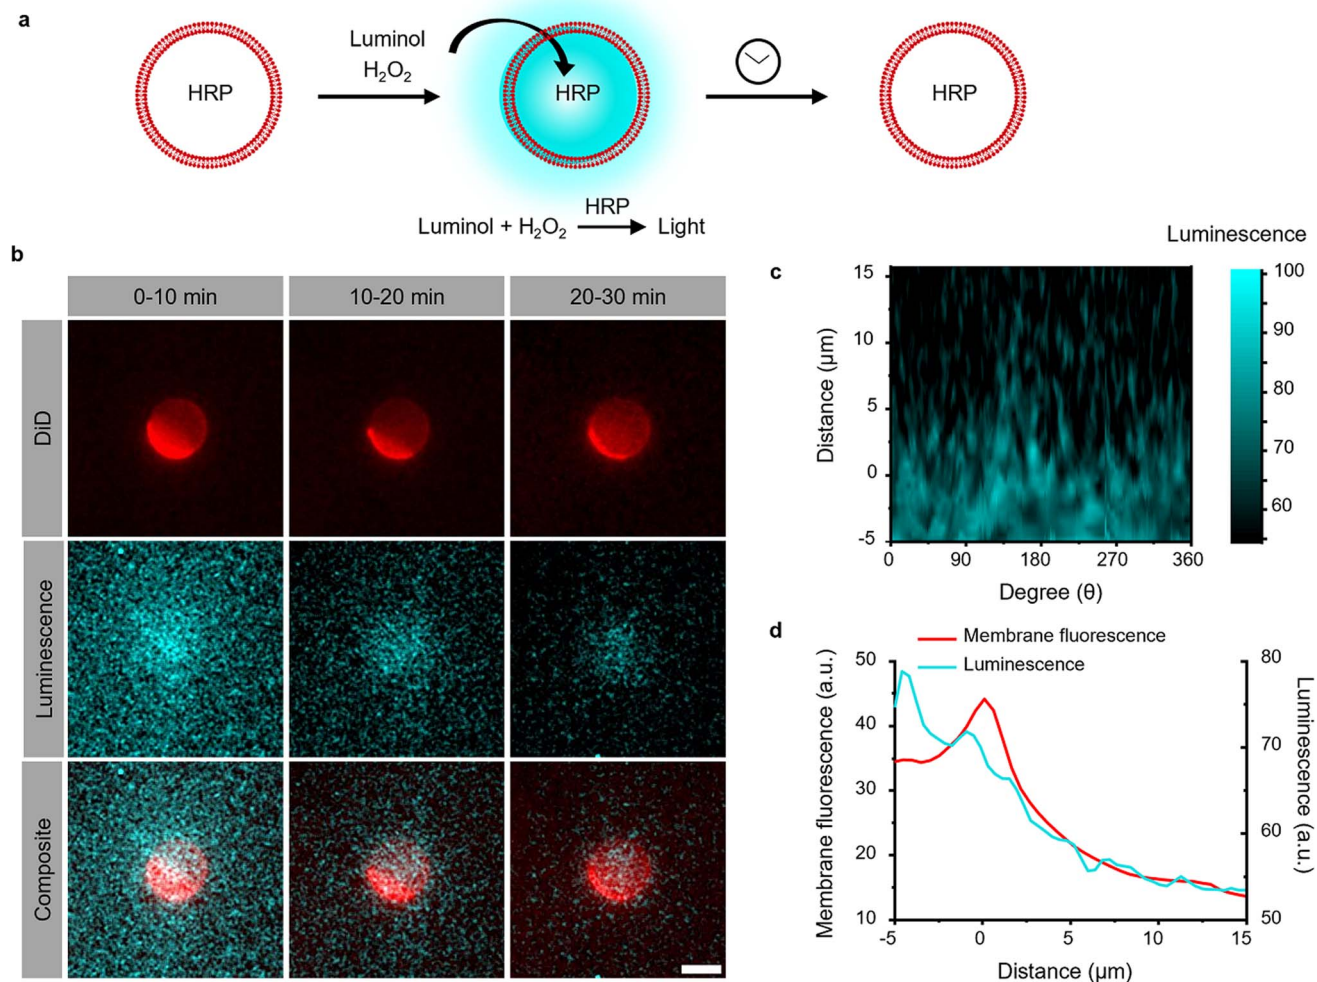 a
HRP
Luminol
H₂O₂
HRP
HRP
Luminol + H₂O₂
HRP
Light
b
0-10 min
10-20 min
20-30 min
DiD
Luminescence
Composite
c
Luminescence
15
10
5
0
-5
Distance (µm)
0
90
180
270
360
Degree (θ)
100
90
80
70
60
d
Membrane fluorescence
Luminescence
50
40
30
20
10
Membrane fluorescence (a.u.)
80
70
60
50
Luminescence (a.u.)
-5
0
5
10
15
Distance (µm)